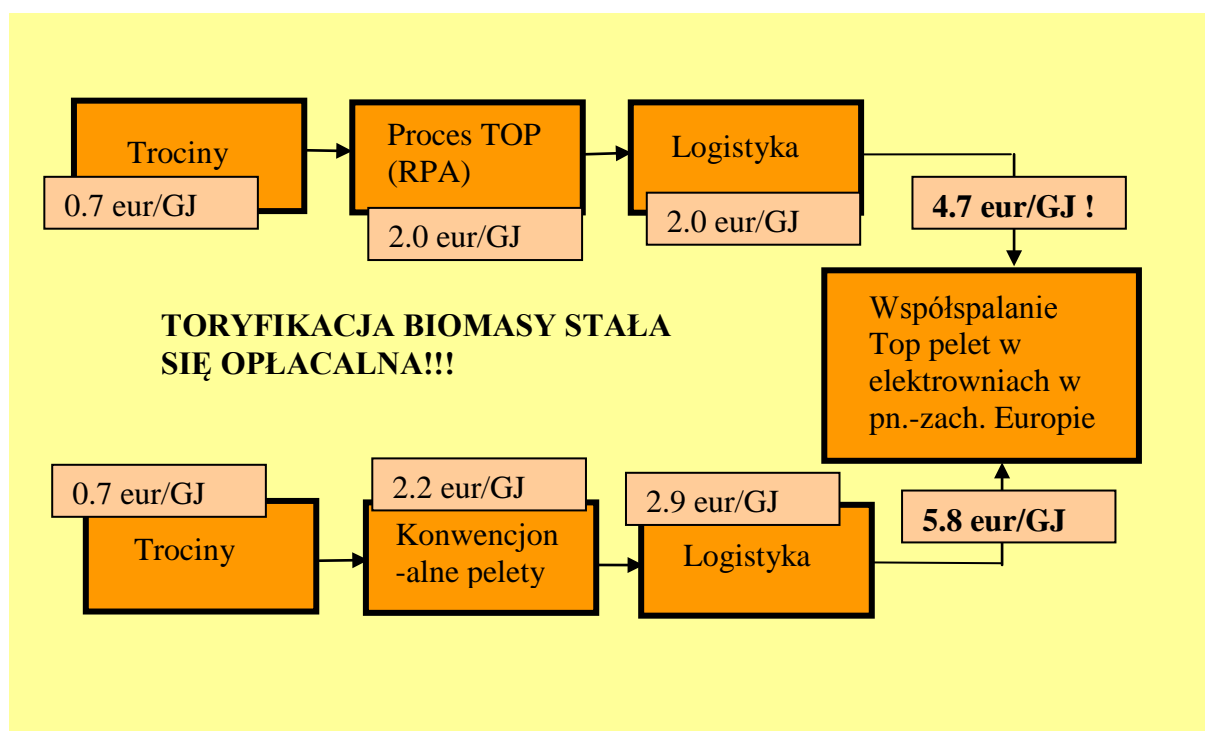 Trociny
0.7 eur/GJ
Proces TOP
(RPA)
2.0 eur/GJ
Logistyka
2.0 eur/GJ
4.7 eur/GJ !
Współspalanie
Top pelet w
elektrowniach w
pn.-zach. Europie
TORYFIKACJA BIOMASY STAŁA
SIĘ OPŁACALNA!!!
0.7 eur/GJ
Trociny
2.2 eur/GJ
Konwencjon
-alne pelety
2.9 eur/GJ
Logistyka
5.8 eur/GJ